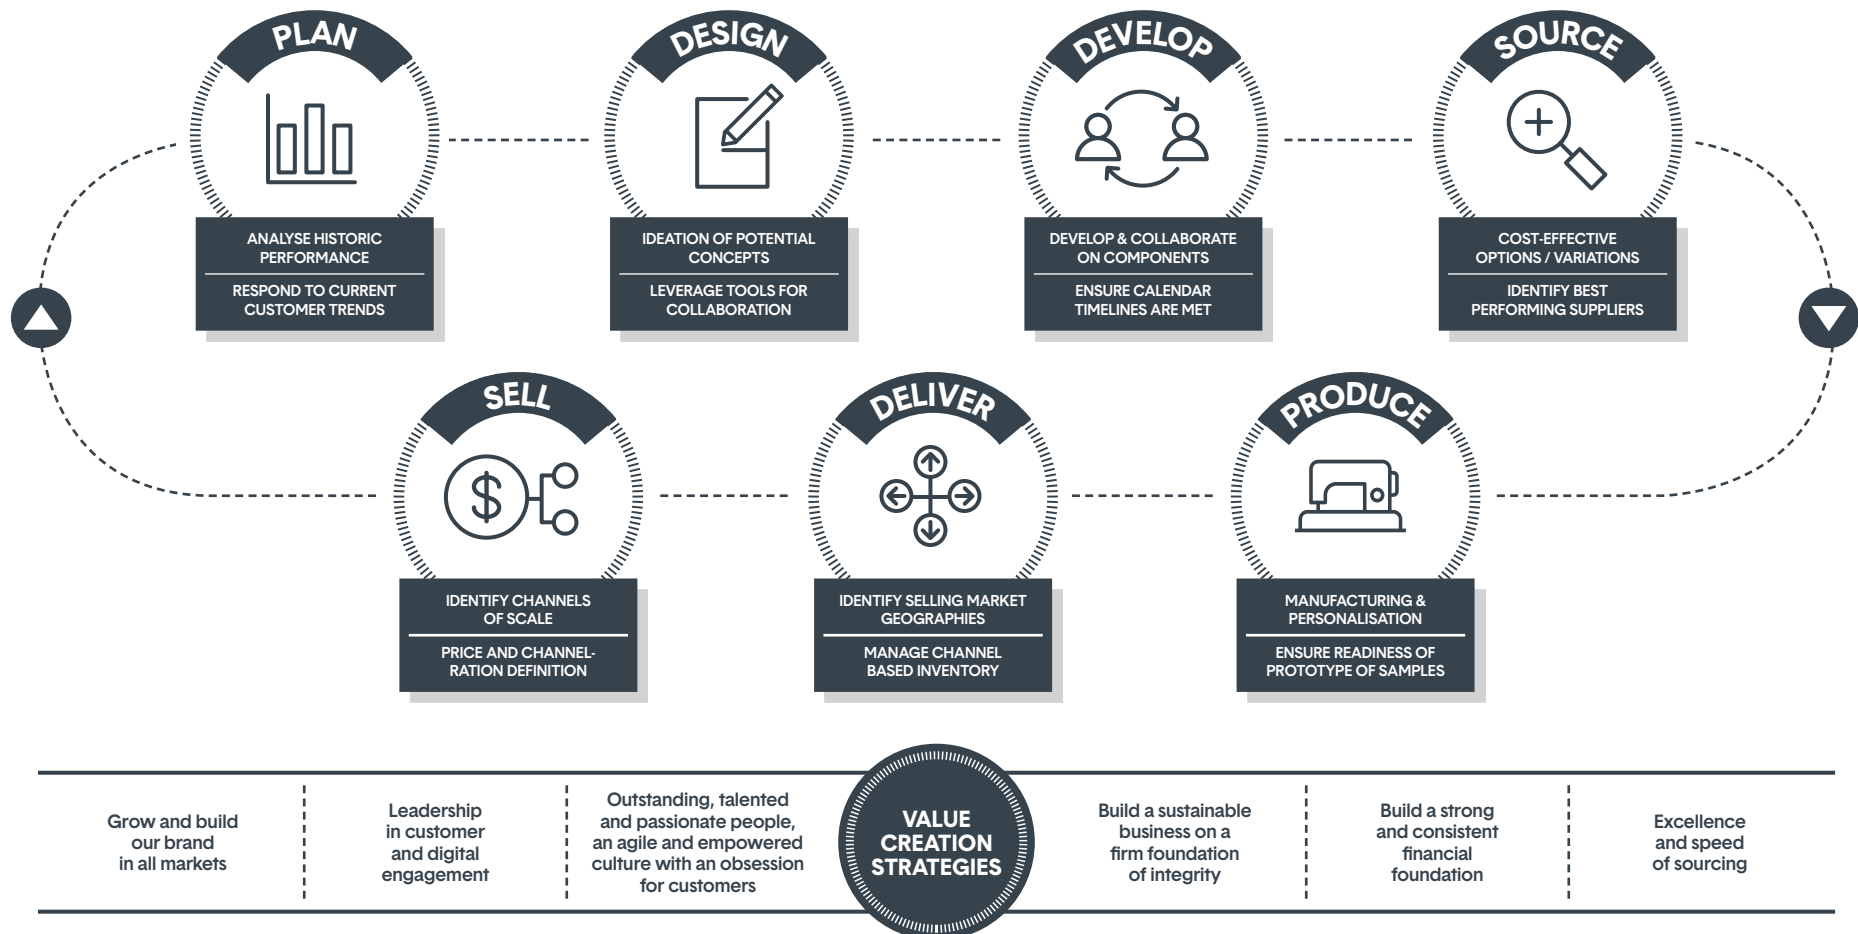 PLAN
ANALYSE HISTORIC
PERFORMANCE
RESPOND TO CURRENT
CUSTOMER TRENDS
DESIGN
IDEATION OF POTENTIAL
CONCEPTS
LEVERAGE TOOLS FOR
COLLABORATION
DEVELOP
DEVELOP & COLLABORATE
ON COMPONENTS
ENSURE CALENDAR
TIMELINES ARE MET
SOURCE
COST-EFFECTIVE
OPTIONS / VARIATIONS
IDENTIFY BEST
PERFORMING SUPPLIERS
SELL
$
IDENTIFY CHANNELS
OF SCALE
PRICE AND CHANNEL-
RATION DEFINITION
DELIVER
IDENTIFY SELLING MARKET
GEOGRAPHIES
MANAGE CHANNEL
BASED INVENTORY
PRODUCE
MANUFACTURING &
PERSONALISATION
ENSURE READINESS OF
PROTOTYPE OF SAMPLES
Grow and build
our brand
in all markets
Leadership
in customer
and digital
engagement
Outstanding, talented
and passionate people,
an agile and empowered
culture with an obsession
for customers
VALUE
CREATION
STRATEGIES
Build a sustainable
business on a
firm foundation
of integrity
Build a strong
and consistent
financial
foundation
Excellence
and speed
of sourcing